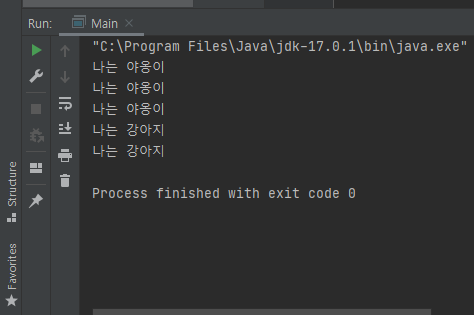 Run:
Main
"C:\Program Files\Java\jdk-17.0.1\bin\java.exe"
나는 야옹이
나는 야옹이
나는 야옹이
나는 강아지
나는 강아지
Process finished with exit code 0
Structure
Favorites